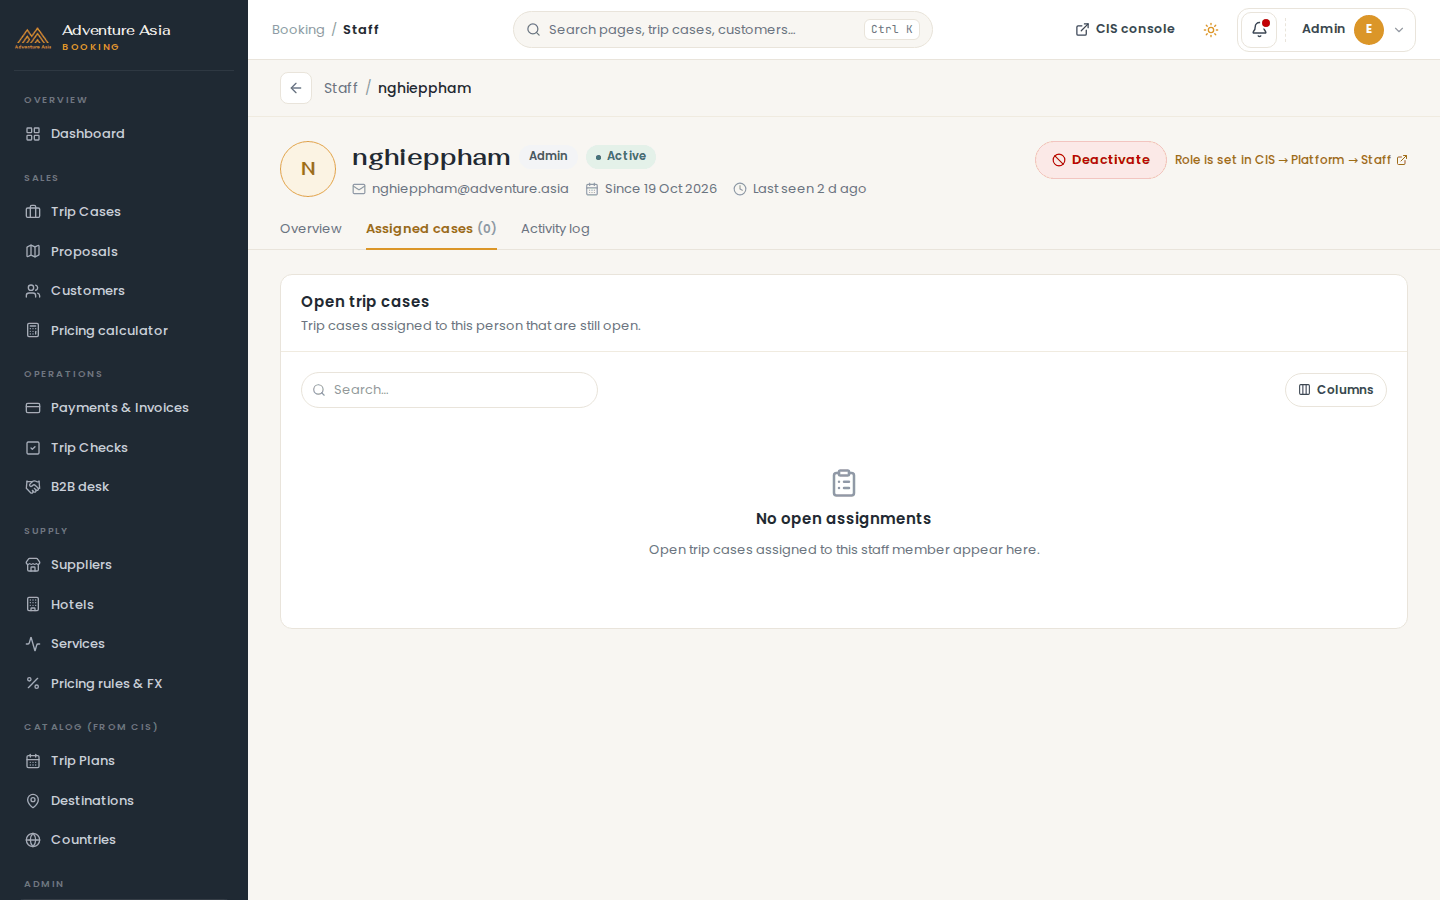 Adventure Asia
Adventure Asia
BOOKING
Booking / Staff
Search pages, trip cases, customers...
Ctrl K
CIS console
Admin
E
OVERVIEW
Dashboard
SALES
Trip Cases
Proposals
Customers
Pricing calculator
OPERATIONS
Payments & Invoices
Trip Checks
B2B desk
SUPPLY
Suppliers
Hotels
Services
Pricing rules & FX
CATALOG (FROM CIS)
Trip Plans
Destinations
Countries
ADMIN
Staff / nghieppham
N
nghieppham
Admin
Active
nghieppham@adventure.asia
Since 19 Oct 2026
Last seen 2 d ago
Deactivate
Role is set in CIS → Platform → Staff
Overview
Assigned cases (0)
Activity log
Open trip cases
Trip cases assigned to this person that are still open.
Search...
Columns
No open assignments
Open trip cases assigned to this staff member appear here.